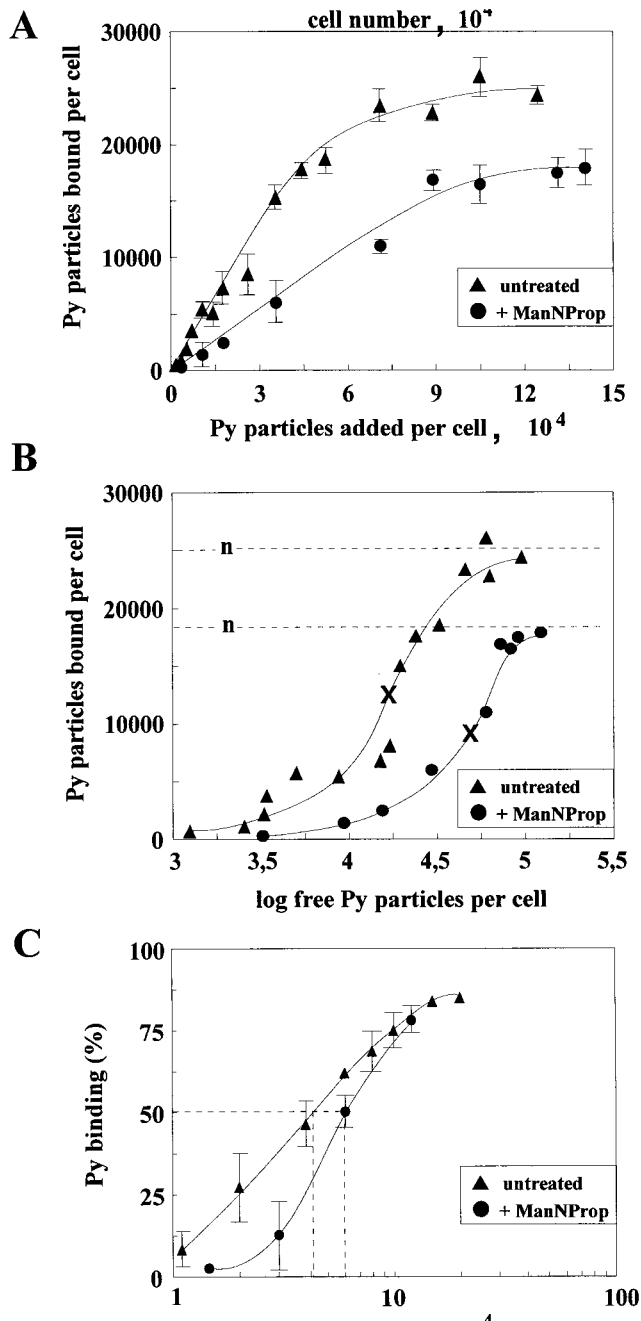 A
cell number, 10⁴
30000
20000
10000
0
Py particles bound per cell
untreated
+ ManNProp
0 3 6 9 12 15
Py particles added per cell, 10⁴
B
30000
20000
10000
0
Py particles bound per cell
n
n
X
X
untreated
+ ManNProp
3 3,5 4 4,5 5 5,5
log free Py particles per cell
C
100
75
50
25
0
Py binding (%)
untreated
+ ManNProp
1 10 100
4